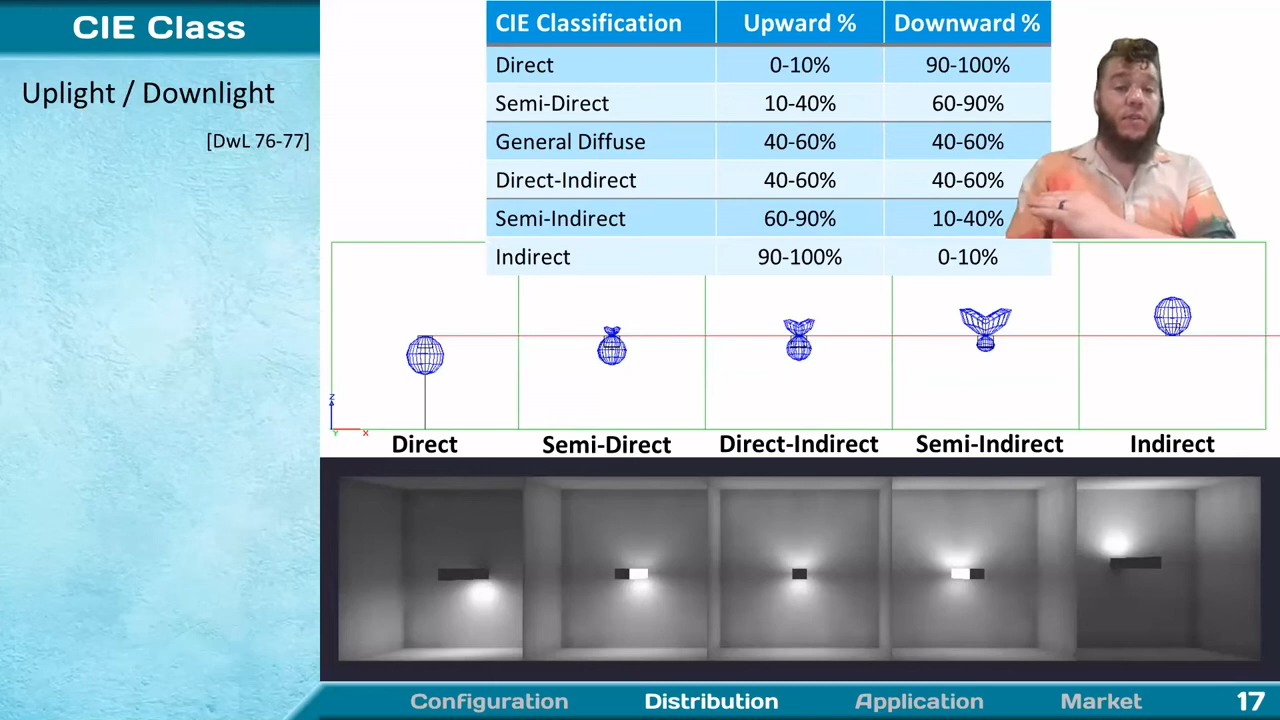 CIE Class
Uplight / Downlight
[DwL 76-77]
CIE Classification Upward % Downward %
Direct 0-10% 90-100%
Semi-Direct 10-40% 60-90%
General Diffuse 40-60% 40-60%
Direct-Indirect 40-60% 40-60%
Semi-Indirect 60-90% 10-40%
Indirect 90-100% 0-10%
Z
Y X
Direct Semi-Direct Direct-Indirect Semi-Indirect Indirect
Configuration Distribution Application Market 17